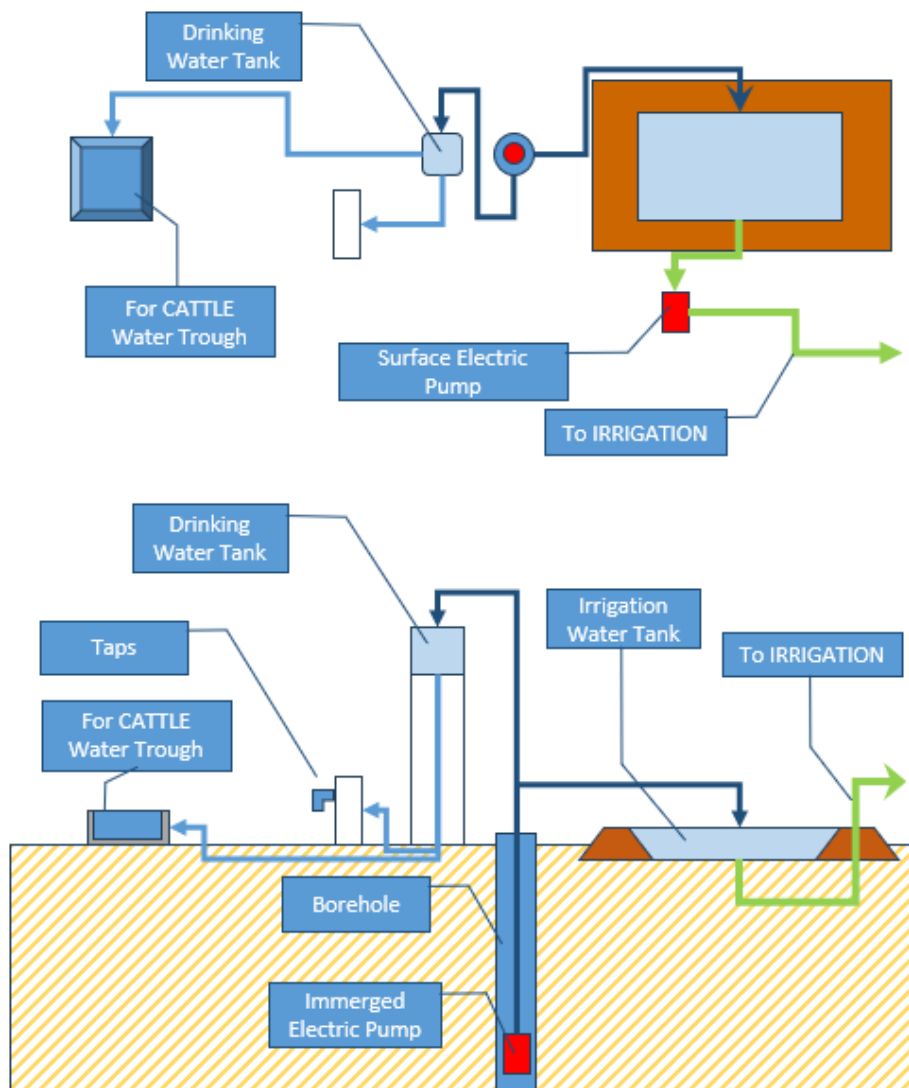 Drinking
Water Tank
For CATTLE
Water Trough
Surface Electric
Pump
To IRRIGATION
Drinking
Water Tank
Irrigation
Water Tank
Taps
To IRRIGATION
For CATTLE
Water Trough
Borehole
Immerged
Electric Pump